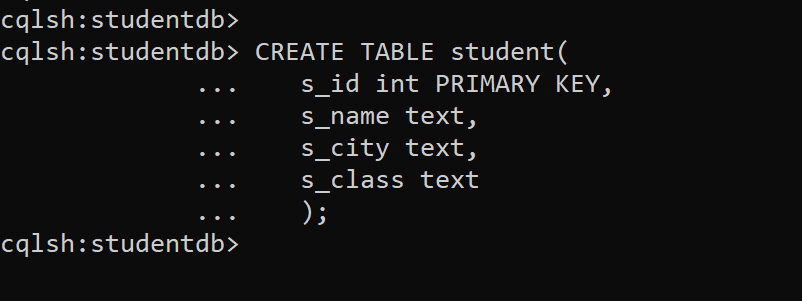 cqlsh:studentdb>
cqlsh:studentdb> CREATE TABLE student(
... s_id int PRIMARY KEY,
... s_name text,
... s_city text,
... s_class text
... );
cqlsh:studentdb>